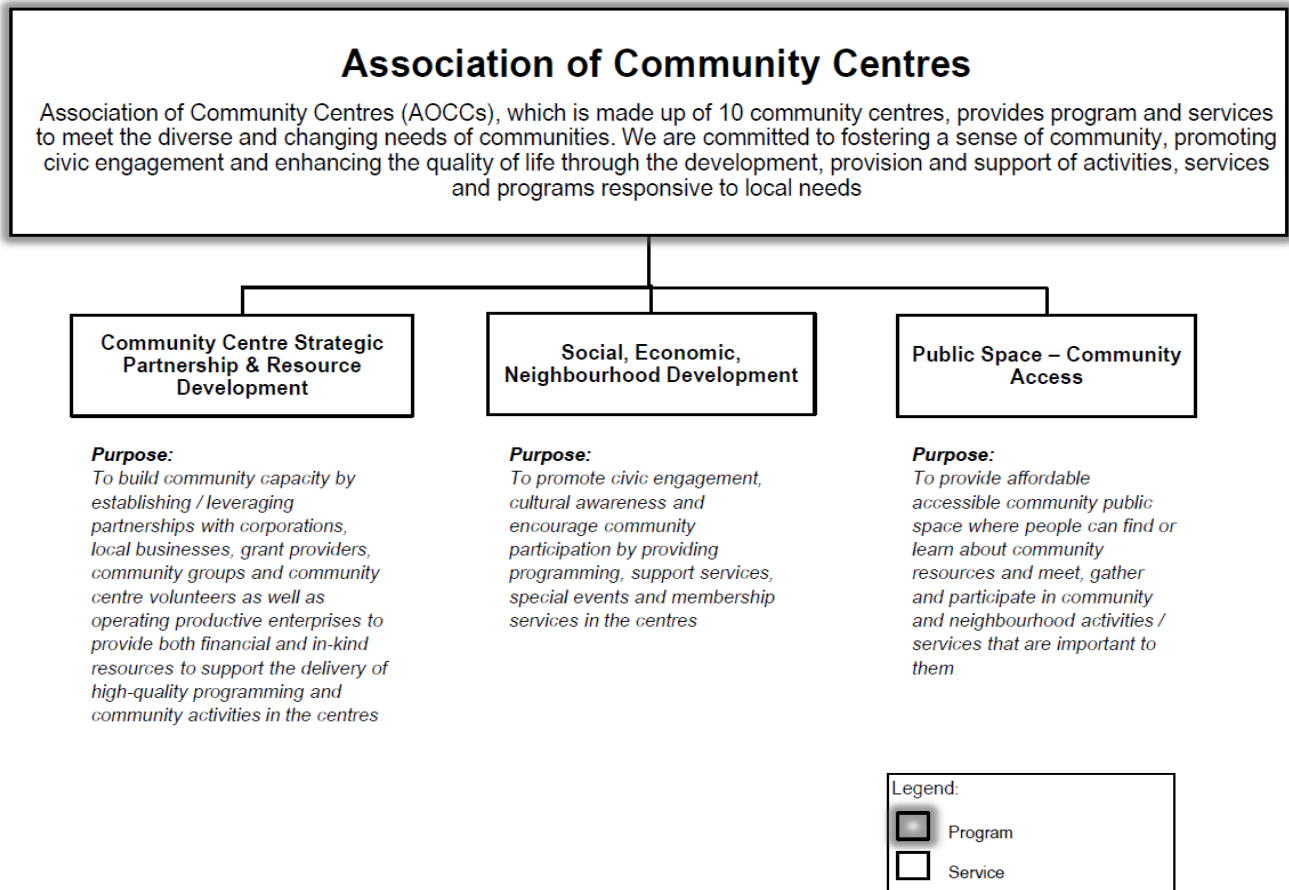 Association of Community Centres
Association of Community Centres (AOCCs), which is made up of 10 community centres, provides program and services
to meet the diverse and changing needs of communities. We are committed to fostering a sense of community, promoting
civic engagement and enhancing the quality of life through the development, provision and support of activities, services
and programs responsive to local needs
Community Centre Strategic
Partnership & Resource
Development
Purpose:
To build community capacity by
establishing / leveraging
partnerships with corporations,
local businesses, grant providers,
community groups and community
centre volunteers as well as
operating productive enterprises to
provide both financial and in-kind
resources to support the delivery of
high-quality programming and
community activities in the centres
Social, Economic,
Neighbourhood Development
Purpose:
To promote civic engagement,
cultural awareness and
encourage community
participation by providing
programming, support services,
special events and membership
services in the centres
Public Space – Community
Access
Purpose:
To provide affordable
accessible community public
space where people can find or
learn about community
resources and meet, gather
and participate in community
and neighbourhood activities /
services that are important to
them
Legend:
Program
Service